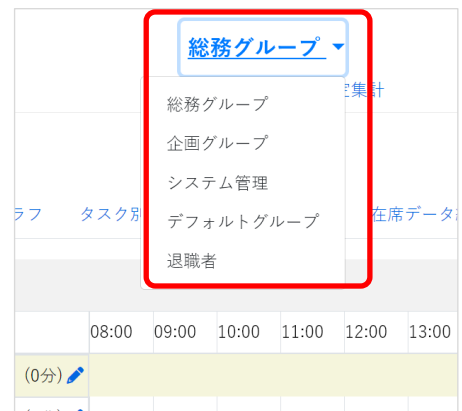 総務グループ
定集計
総務グループ
企画グループ
システム管理
デフォルトグループ
退職者
ラフ タスク別 在席データ
08:00 09:00 10:00 11:00 12:00 13:00
(0分)